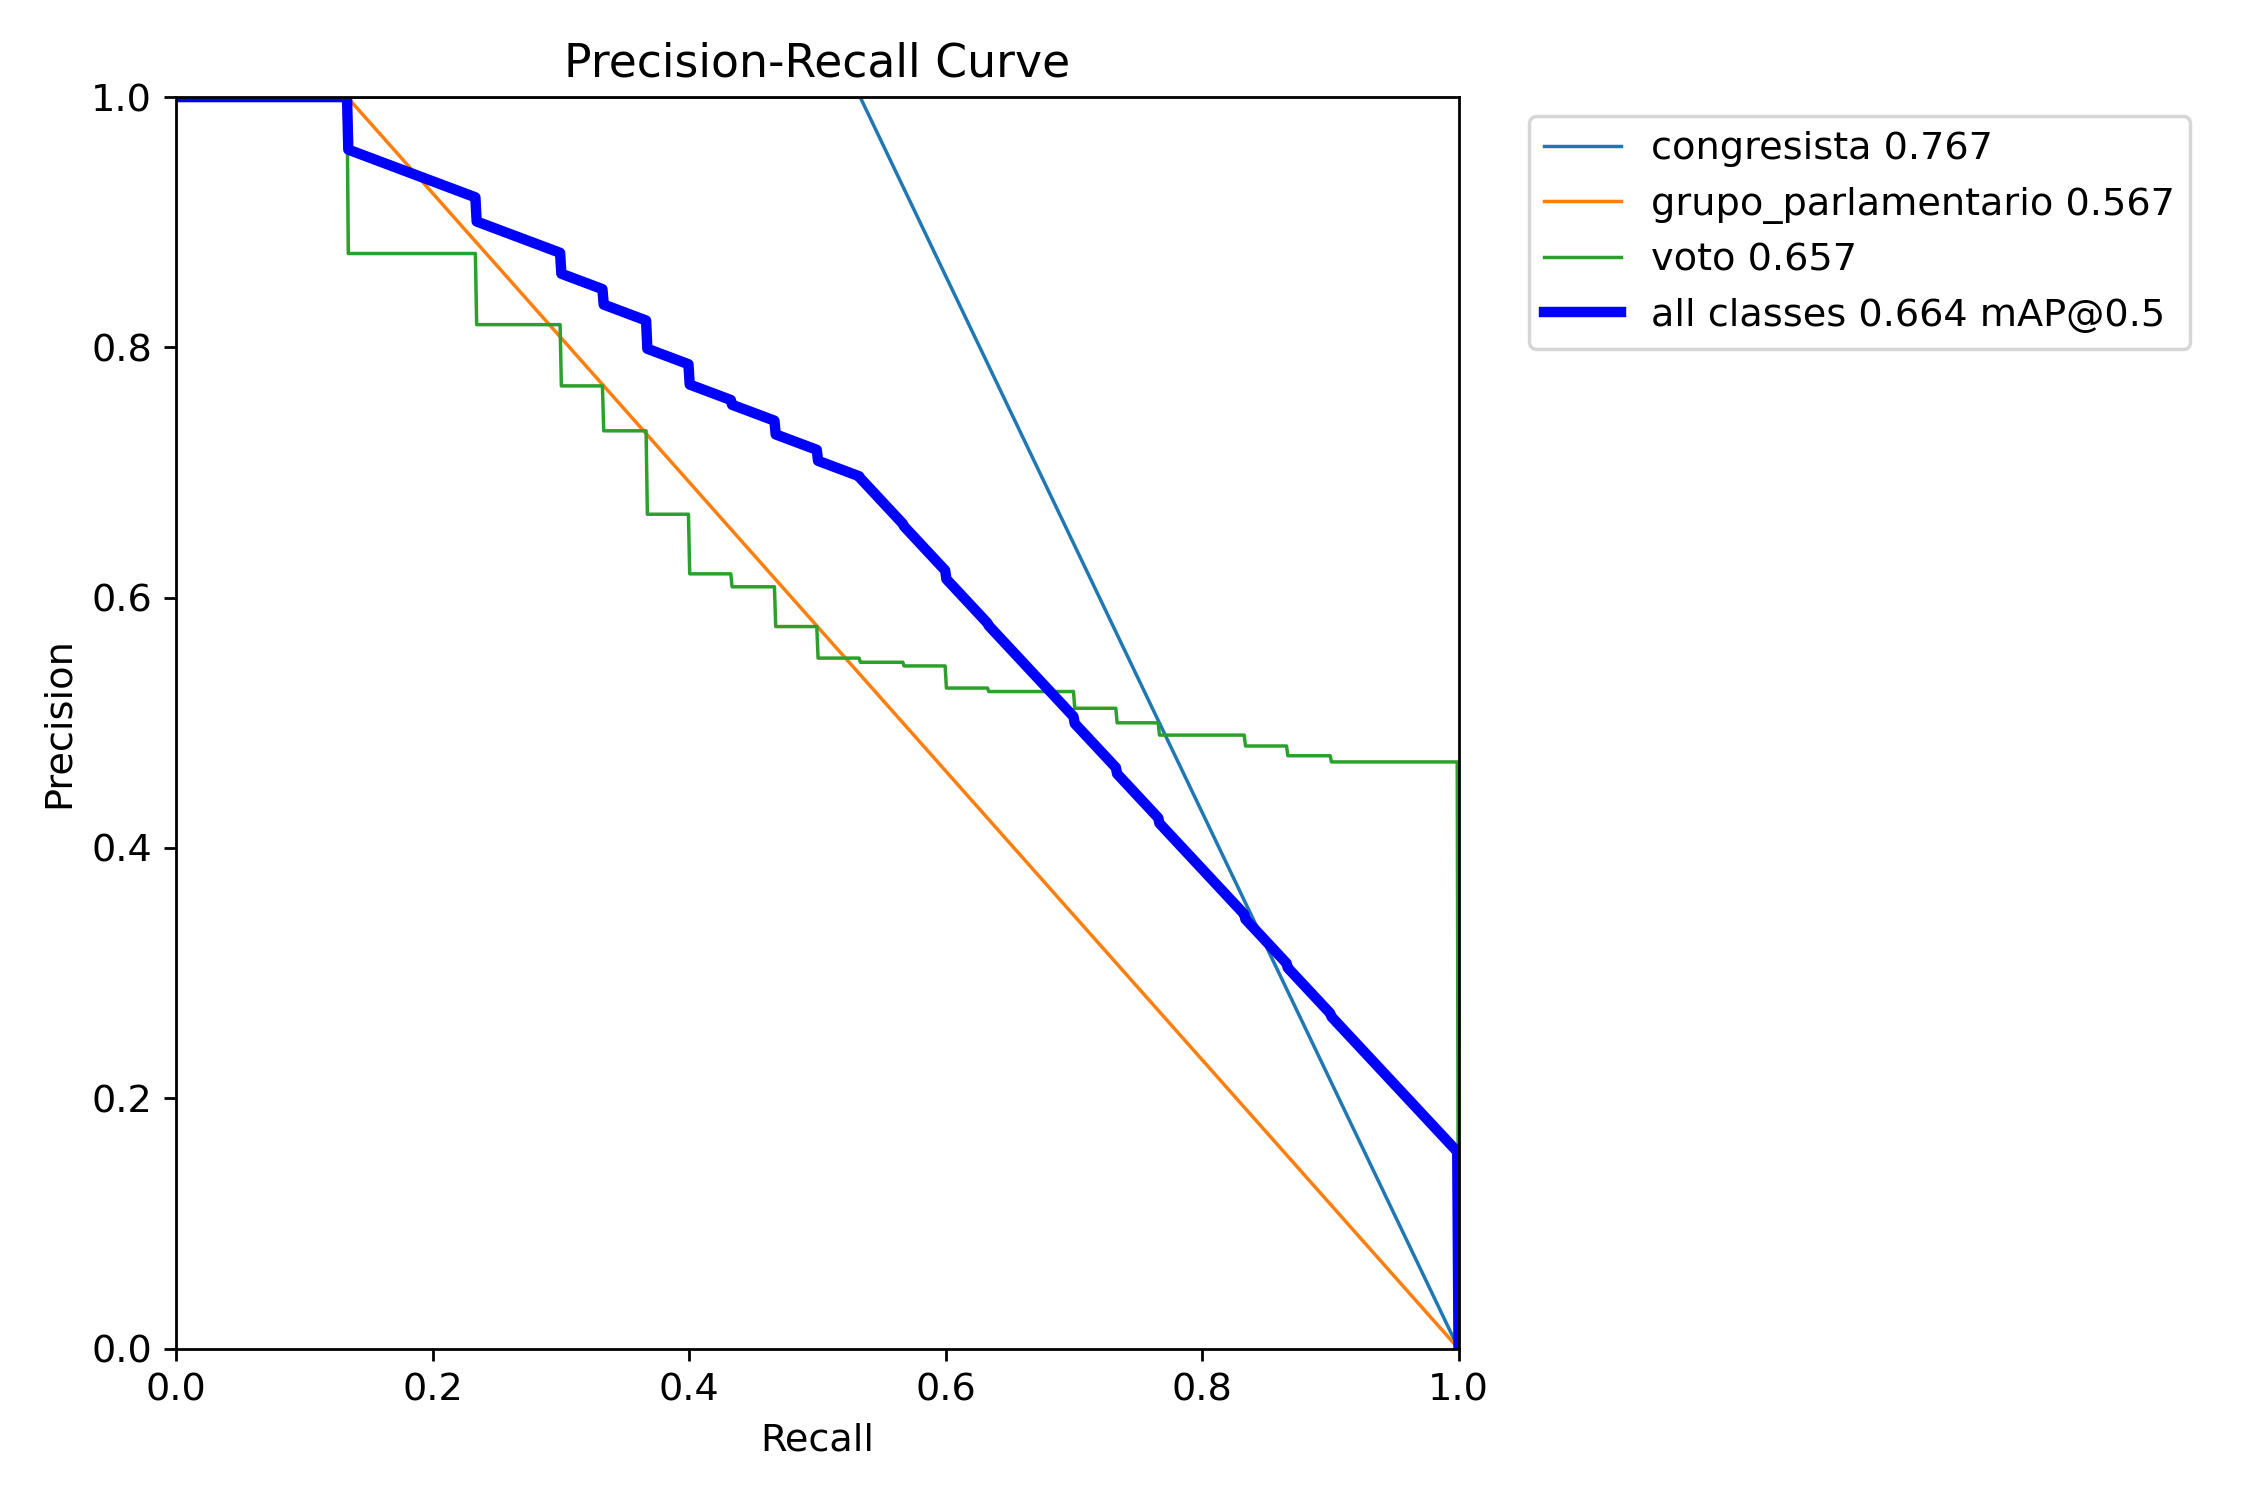 Precision-Recall Curve
1.0
0.8
0.6
0.4
0.2
0.0
Precision
0.0 0.2 0.4 0.6 0.8 1.0
Recall
congresista 0.767
grupo_parlamentario 0.567
voto 0.657
all classes 0.664 mAP@0.5